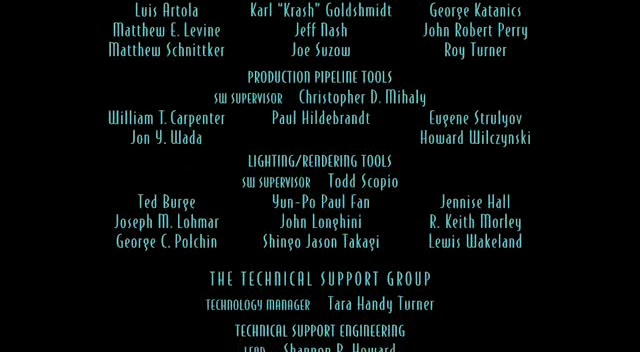 Luis Artola Karl "Krash" Goldshmidt George Katanics
Matthew E. Levine Jeff Nash John Robert Perry
Matthew Schnittker Joe Suzow Roy Turner
PRODUCTION PIPELINE TOOLS
SW SUPERVISOR Christopher D. Mihaly
William T. Carpenter Paul Hildebrandt Eugene Strulyov
Jon Y. Wada Howard Wilczynski
LIGHTING/RENDERING TOOLS
SW SUPERVISOR Todd Scopio
Ted Burge Yun-Po Paul Fan Jennise Hall
Joseph M. Lohmar John Longhini R. Keith Morley
George C. Polchin Shingo Jason Takagi Lewis Wakeland
THE TECHNICAL SUPPORT GROUP
TECHNOLOGY MANAGER Tara Handy Turner
TECHNICAL SUPPORT ENGINEERING
LEAD Shannon R. Howard